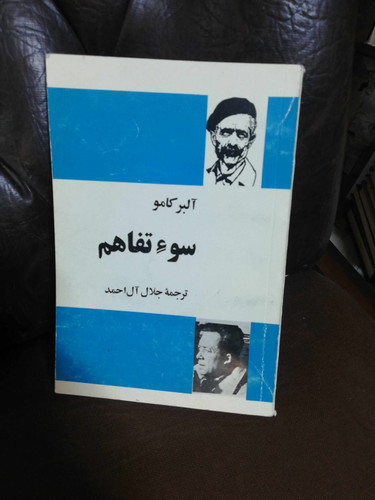 آلبر کامو
سوءِ تفاهم
ترجمهٔ جلال آل‌احمد